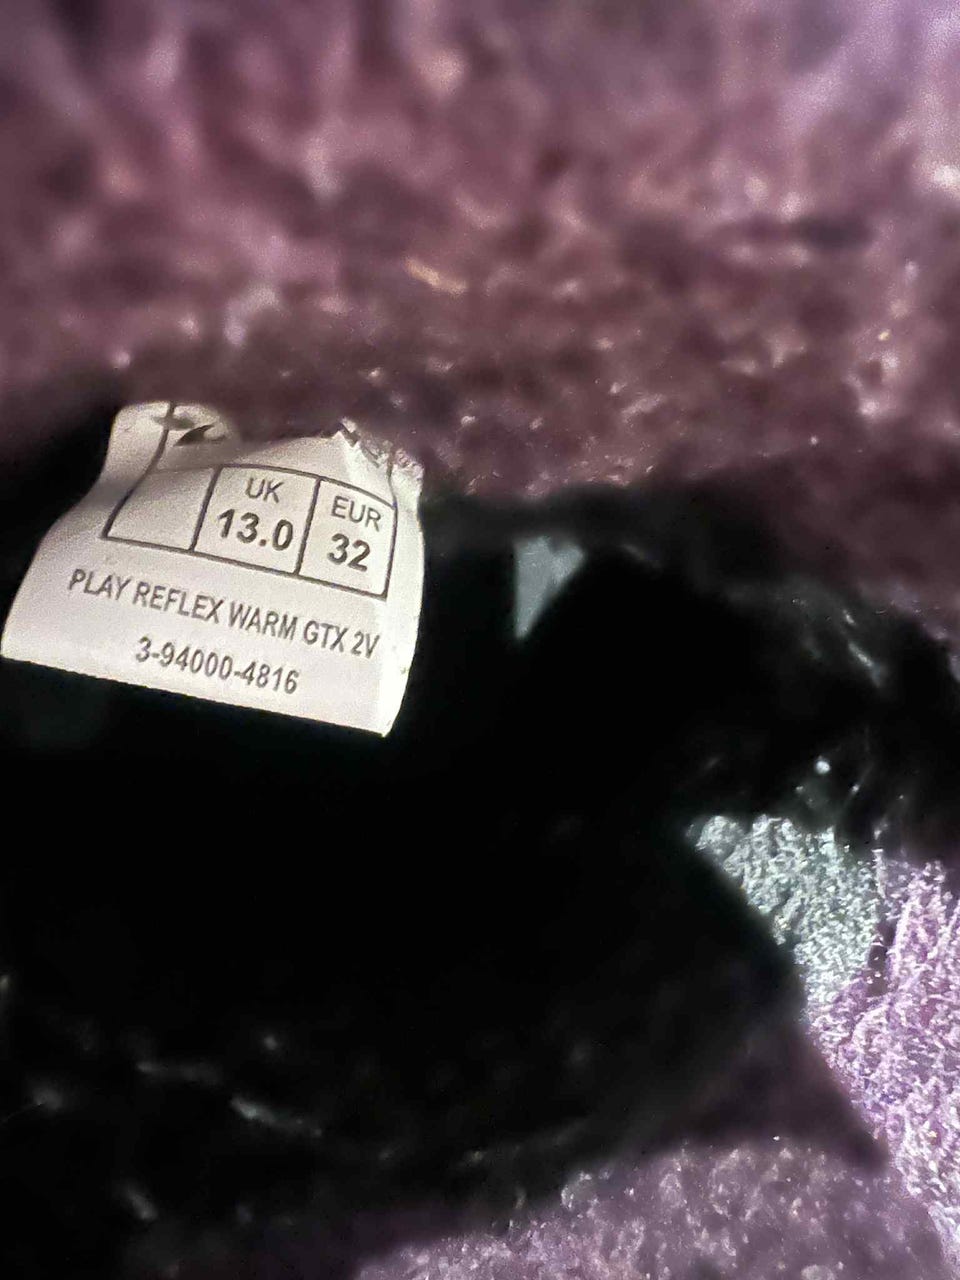 UK EUR
13.0 32
PLAY REFLEX WARM GTX 2V
3-94000-4816